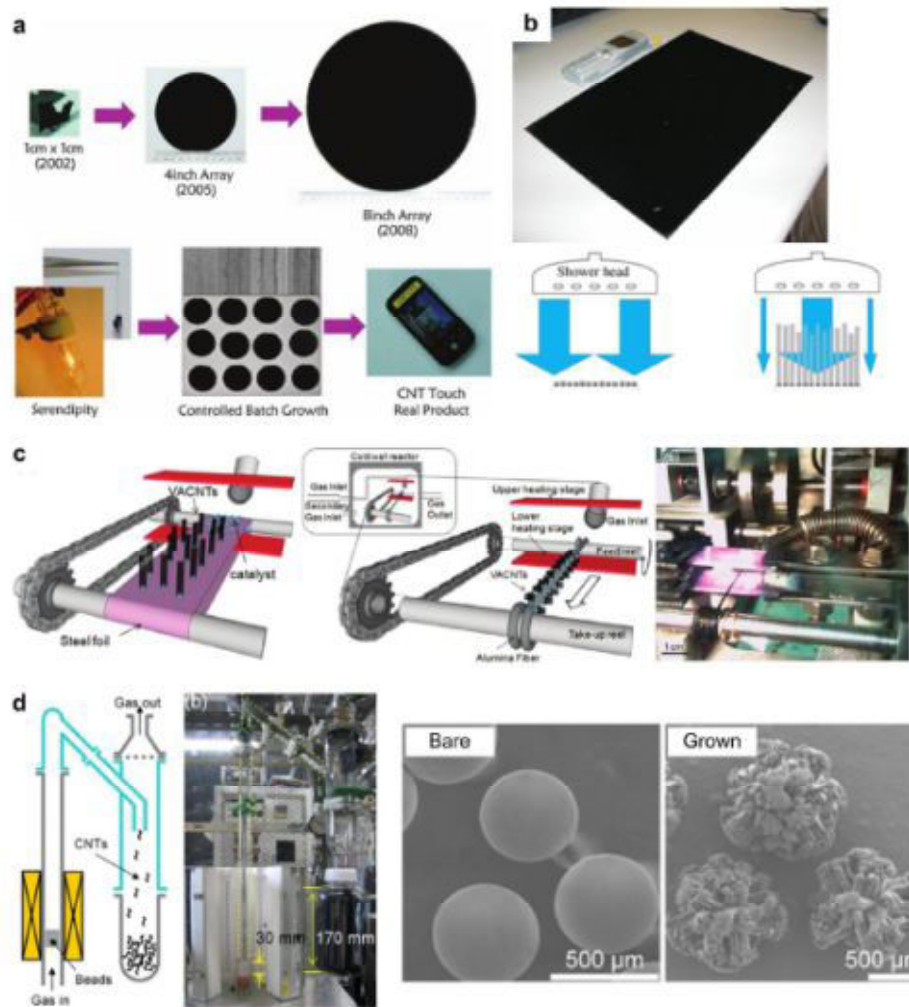 a
1cm x 1cm
(2002)
4inch Array
(2005)
8inch Array
(2008)
Serendipity
Controlled Batch Growth
CNT Touch
Real Product
b
Shower head
c
VACNTs
catalyst
Steel foil
Coldwall reactor
Gas Inlet
Secondary
Gas Inlet
Gas
Outlet
Upper heating stage
Gas Inlet
Lower
heating stage
Feed reel
VACNTs
Take-up reel
Alumina Fiber
1cm
d
Gas out
CNTs
Beads
Gas in
(b)
30 mm
170 mm
Bare
500 μm
Grown
500 μm